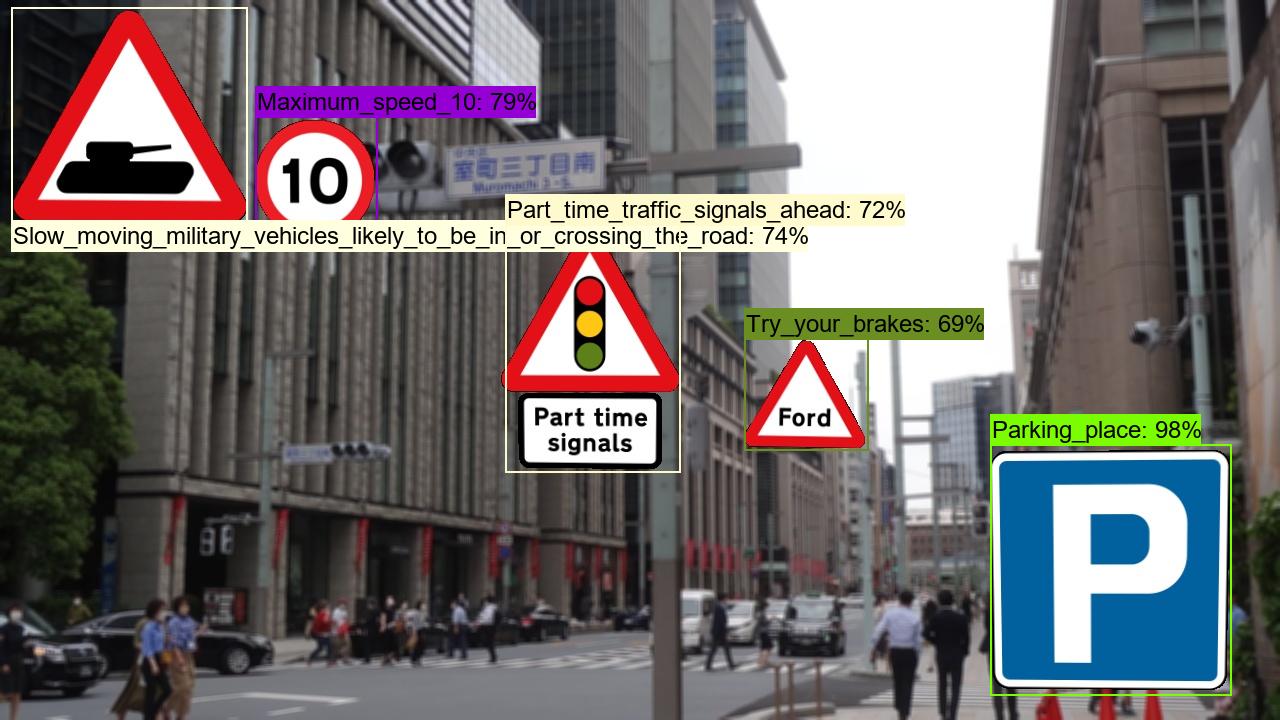 Maximum_speed_10: 79%
10
室町三丁目南
Muromachi 3 -S.
Part_time_traffic_signals_ahead: 72%
Slow_moving_military_vehicles_likely_to_be_in_or_crossing_the_road: 74%
Try_your_brakes: 69%
Ford
Part time
signals
Parking_place: 98%
P